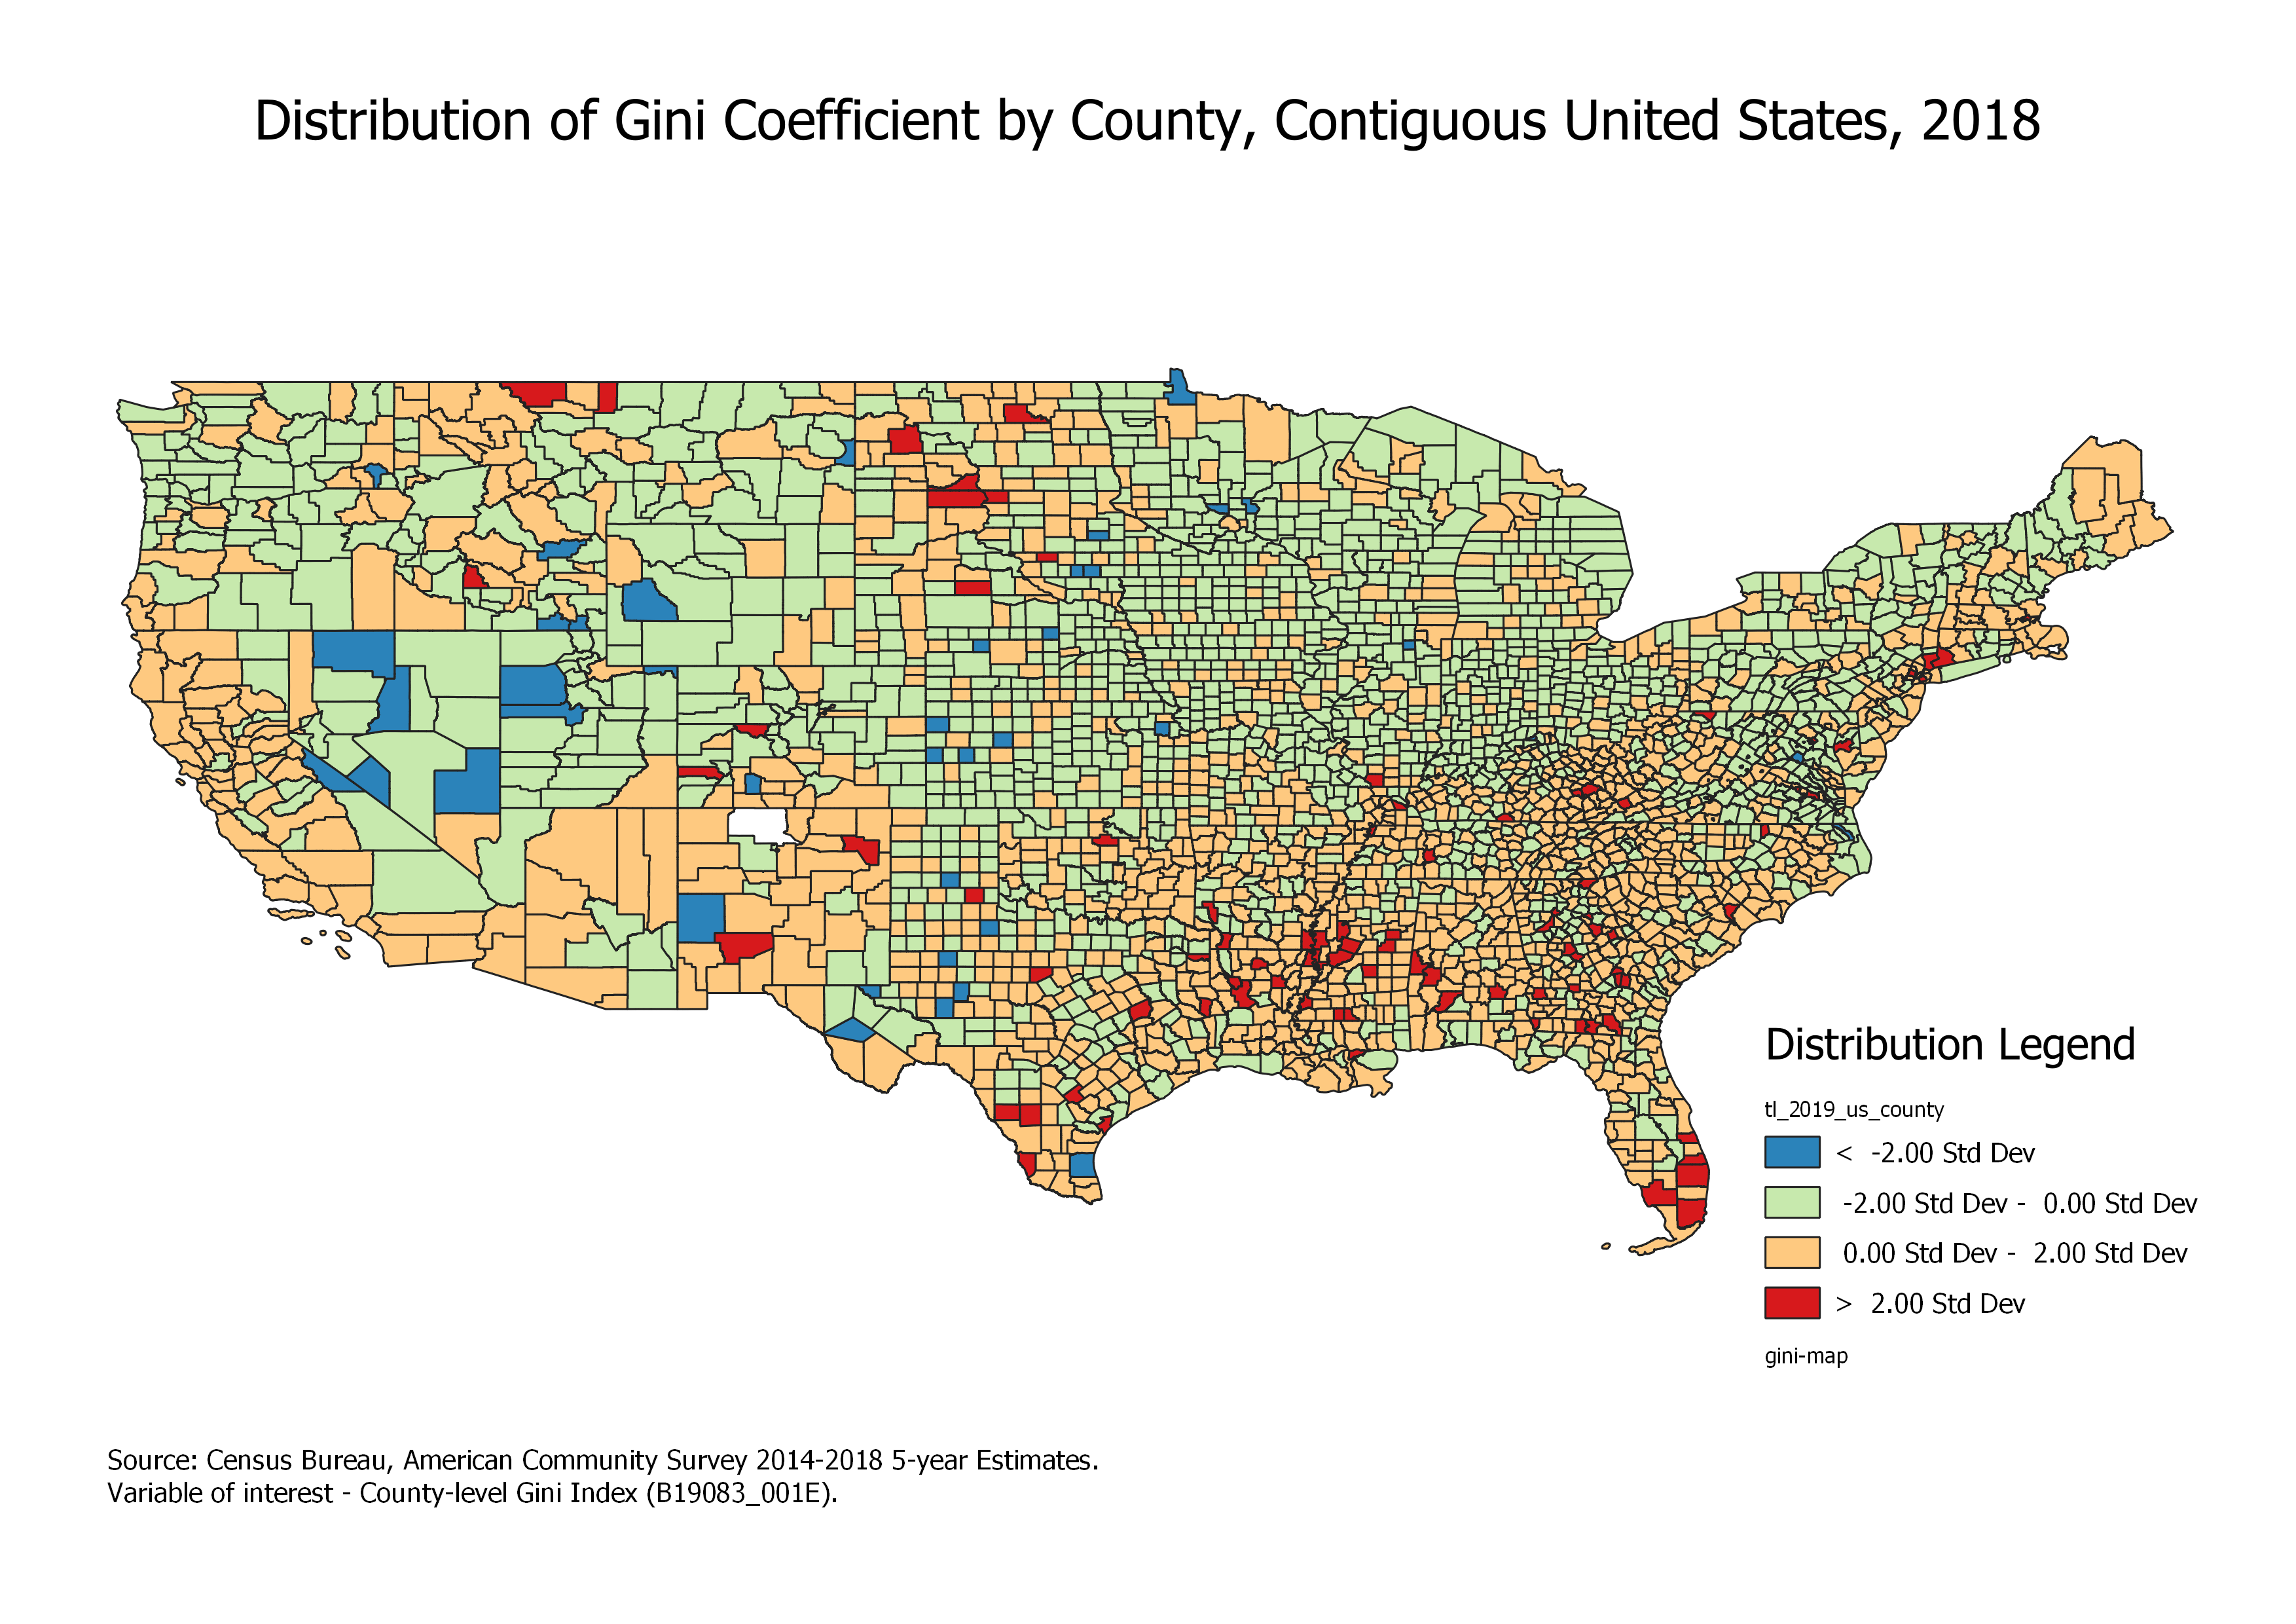 Distribution of Gini Coefficient by County, Contiguous United States, 2018
Distribution Legend
tl_2019_us_county
< -2.00 Std Dev
-2.00 Std Dev - 0.00 Std Dev
0.00 Std Dev - 2.00 Std Dev
> 2.00 Std Dev
gini-map
Source: Census Bureau, American Community Survey 2014-2018 5-year Estimates.
Variable of interest - County-level Gini Index (B19083_001E).